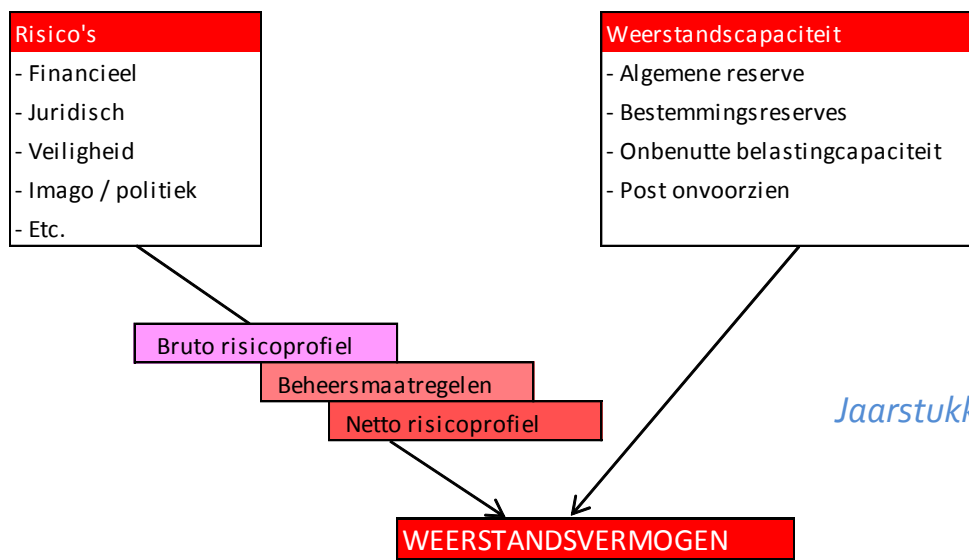 Risico's
- Financieel
- Juridisch
- Veiligheid
- Imago / politiek
- Etc.
Weerstandscapaciteit
- Algemene reserve
- Bestemmingsreserves
- Onbenutte belastingcapaciteit
- Post onvoorzien
Bruto risicoprofiel
Beheersmaatregelen
Netto risicoprofiel
Jaarstukk
WEERSTANDSVERMOGEN